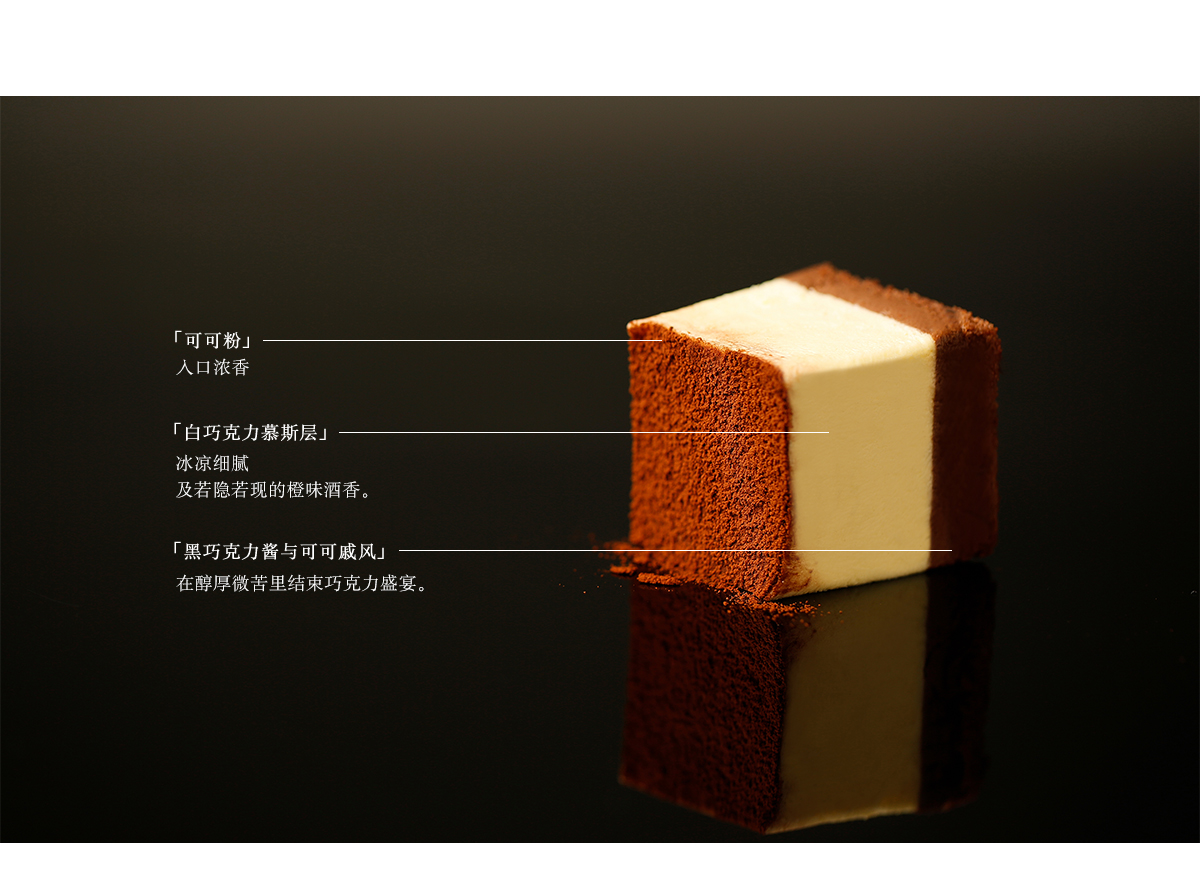 「可可粉」
入口浓香
「白巧克力慕斯层」
冰凉细腻
及若隐若现的橙味酒香。
「黑巧克力酱与可可戚风」
在醇厚微苦里结束巧克力盛宴。